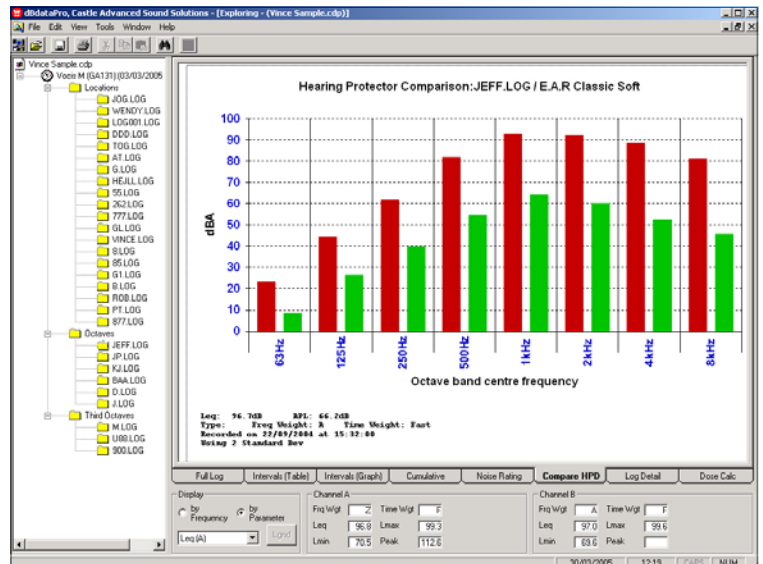 dBdataPro, Castle Advanced Sound Solutions - [Exploring - (Vince Sample.cdp)]
File Edit View Tools Window Help
Vince Sample.cdp
Vocis M (GA131)(03/03/2005
Locations
JOG.LOG
WENDY.LOG
LOG001.LOG
DDD.LOG
TOG.LOG
AT.LOG
G.LOG
HEJLL.LOG
55.LOG
262.LOG
777.LOG
GL.LOG
VINCE.LOG
8.LOG
85.LOG
G1.LOG
B.LOG
ROB.LOG
PT.LOG
877.LOG
Octaves
JEFF.LOG
JP.LOG
KJ.LOG
BAA.LOG
D.LOG
J.LOG
Third Octaves
M.LOG
U88.LOG
900.LOG
Hearing Protector Comparison:JEFF.LOG / E.A.R Classic Soft
100
90
80
70
60
50
40
30
20
10
0
dBA
63Hz 125Hz 250Hz 500Hz 1kHz 2kHz 4kHz 8kHz
Octave band centre frequency
Leq: 96.7dB APL: 66.2dB
Type: Freq Weight: A Time Weight: Fast
Recorded on 22/09/2004 at 15:32:00
Using 2 Standard Dev
Full Log Intervals (Table) Intervals (Graph) Cumulative Noise Rating Compare HPD Log Detail Dose Calc
Display
by Frequency by Parameter
Leq(A) Lgnd
Channel A
Frq Wgt Z Time Wgt F
Leq 96.8 Lmax 99.3
Lmin 70.5 Peak 112.6
Channel B
Frq Wgt A Time Wgt F
Leq 97.0 Lmax 99.6
Lmin 69.6 Peak
30/03/2005 12:19 CAPS NUM